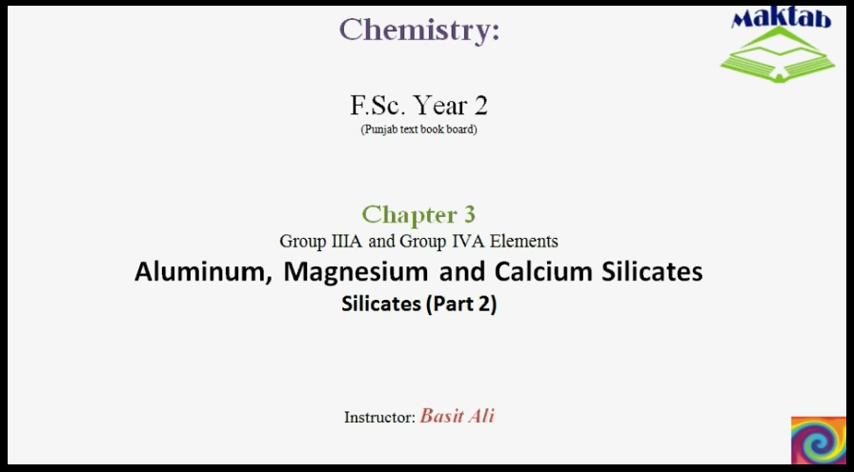 Maktab
Chemistry:
F.Sc. Year 2
(Punjab text book board)
Chapter 3
Group IIIA and Group IVA Elements
Aluminum, Magnesium and Calcium Silicates
Silicates (Part 2)
Instructor: Basit Ali